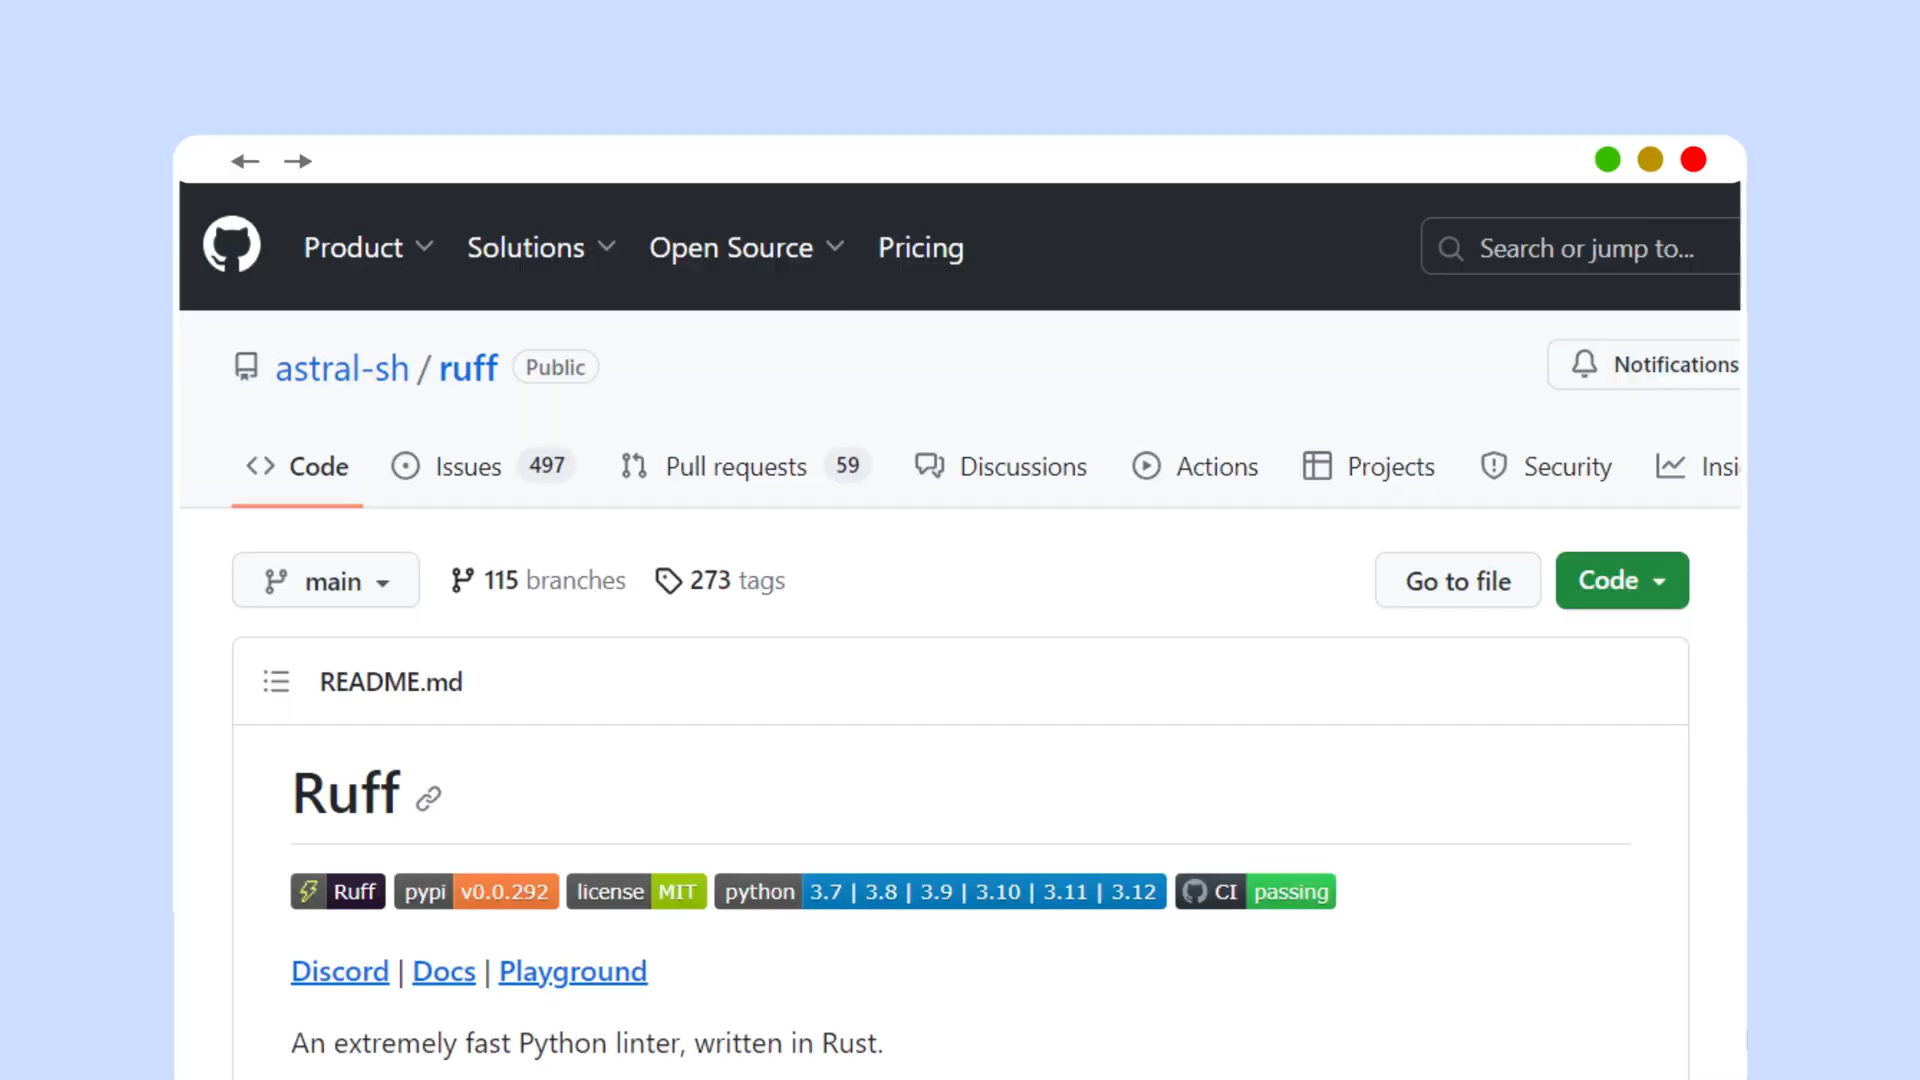 Product Solutions Open Source Pricing Search or jump to...
astral-sh / ruff Public Notifications
Code Issues 497 Pull requests 59 Discussions Actions Projects Security Insi
main 115 branches 273 tags Go to file Code
README.md
Ruff
Ruff pypi v0.0.292 license MIT python 3.7 | 3.8 | 3.9 | 3.10 | 3.11 | 3.12 CI passing
Discord | Docs | Playground
An extremely fast Python linter, written in Rust.